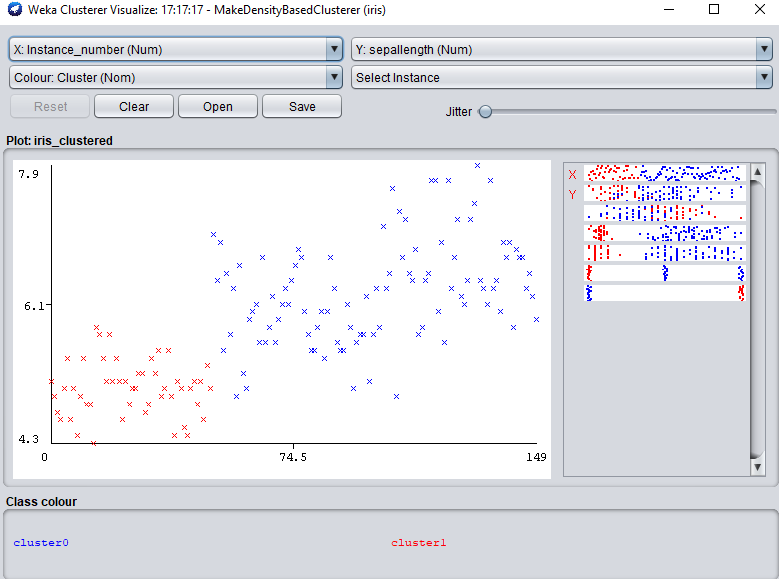 Weka Clusterer Visualize: 17:17:17 - MakeDensityBasedClusterer (iris)
X: Instance_number (Num) Y: sepallength (Num)
Colour: Cluster (Nom) Select Instance
Reset Clear Open Save Jitter
Plot: iris_clustered
7.9
X
Y
6.1
4.3
0 74.5 149
Class colour
cluster0 cluster1